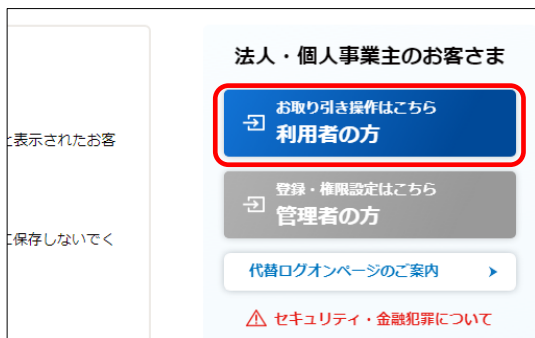 法人・個人事業主のお客さま
お取り引き操作はこちら
利用者の方
と表示されたお客
登録・権限設定はこちら
管理者の方
に保存しないでく
代替ログオンページのご案内
セキュリティ・金融犯罪について